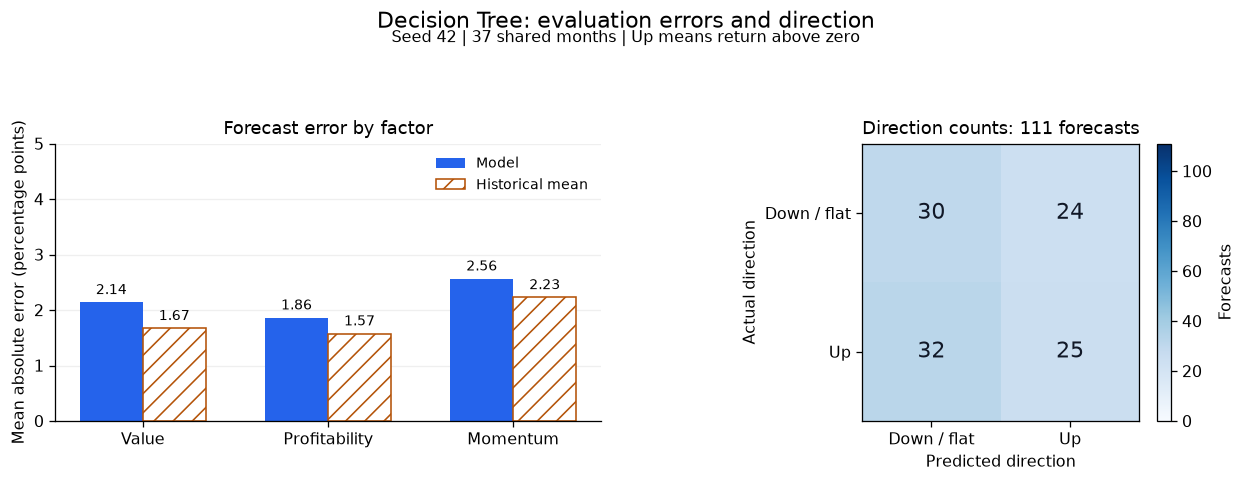 Decision Tree: evaluation errors and direction
Seed 42 | 37 shared months | Up means return above zero
Forecast error by factor
Mean absolute error (percentage points)
5
4
3
2
1
0
Model
Historical mean
2.14
1.67
1.86
1.57
2.56
2.23
Value
Profitability
Momentum
Direction counts: 111 forecasts
Actual direction
Down / flat
Up
30
24
32
25
Down / flat
Up
Predicted direction
100
80
60
40
20
0
Forecasts